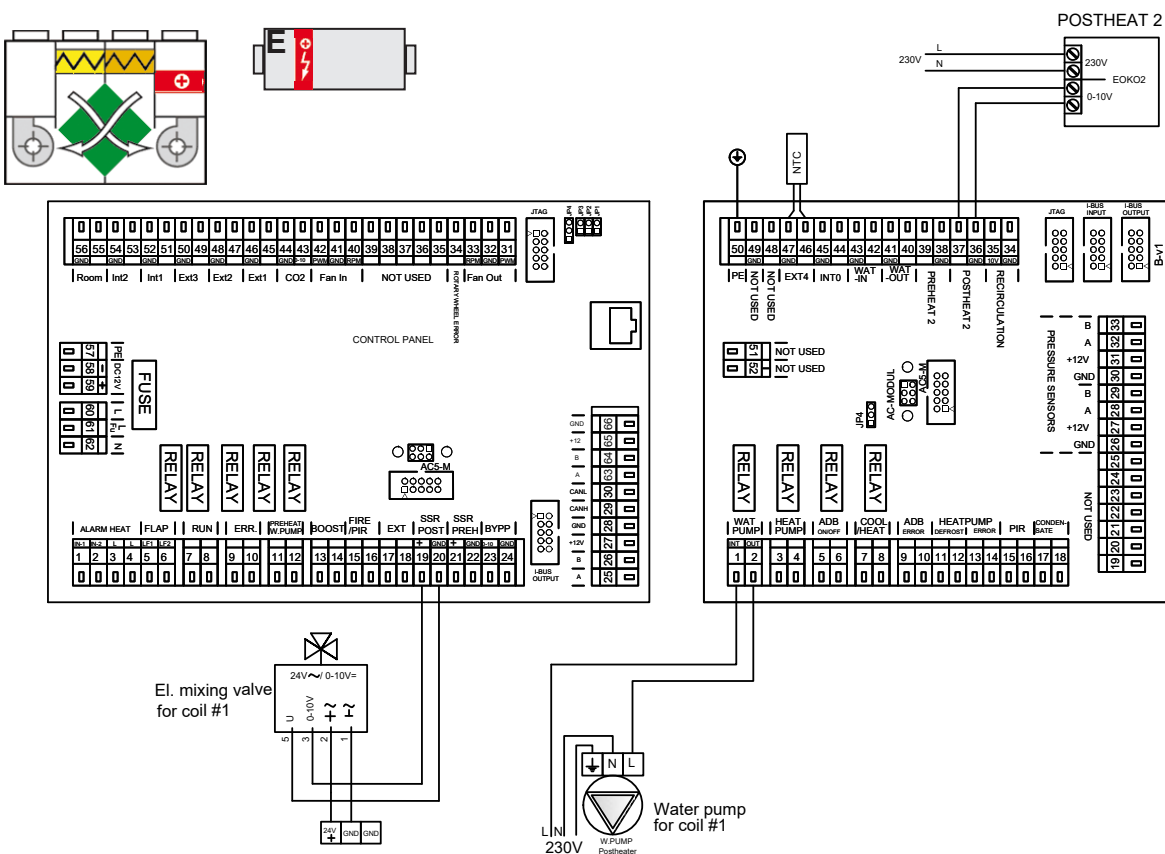 POSTHEAT 2
E
230V
L
N
230V
EOKO2
0-10V
NTC
JTAG
JP4
JP3
JP2
JP1
56 55 54 53 52 51 50 49 48 47 46 45 44 43 42 41 40 39 38 37 36 35 34 33 32 31
GND GND GND GND GND GND GND 0-10 PWM GND RPM RPM GND PWM
Room Int2 Int1 Ext3 Ext2 Ext1 CO2 Fan In NOT USED ROTARY WHEEL ERROR Fan Out
CONTROL PANEL
57 58 59
PE DC12V - +
FUSE
60 61 62
L Fu L N
RELAY RELAY RELAY RELAY RELAY
AC5-M
GND 66
+12 65
B 64
A 63
CANL 30
CANH 29
GND 28
+12V 27
B 26
A 25
I-BUS
OUTPUT
ALARM HEAT FLAP RUN ERR. PREHEAT W.PUMP BOOST FIRE /PIR EXT SSR POST SSR PREH BYPP
IN-1 IN-2 L L LF1 LF2 + GND + GND 0-10 GND
1 2 3 4 5 6 7 8 9 10 11 12 13 14 15 16 17 18 19 20 21 22 23 24
50 49 48 47 46 45 44 43 42 41 40 39 38 37 36 35 34
GND GND GND GND GND GND GND 10V GND
PE NOT USED NOT USED EXT4 INT0 WAT -IN WAT -OUT PREHEAT 2 POSTHEAT 2 RECIRCULATION
JTAG
I-BUS
INPUT
I-BUS
OUTPUT
B-v1
51 NOT USED
52 NOT USED
AC-MODUL
AC5-M
JP4
PRESSURE SENSORS
B 33
A 32
+12V 31
GND 30
B 29
A 28
+12V 27
GND 26
NOT USED
25 24 23 22 21 20 19
RELAY RELAY RELAY RELAY
WAT PUMP HEAT PUMP ADB ON/OFF COOL /HEAT ADB ERROR HEATPUMP DEFROST ERROR PIR CONDEN- SATE
INT OUT
1 2 3 4 5 6 7 8 9 10 11 12 13 14 15 16 17 18
24V~/ 0-10V=
U 0-10V
5 3 2 1
El. mixing valve
for coil #1
24V + GND GND
N L
Water pump
for coil #1
L N
230V
W.PUMP
Postheater